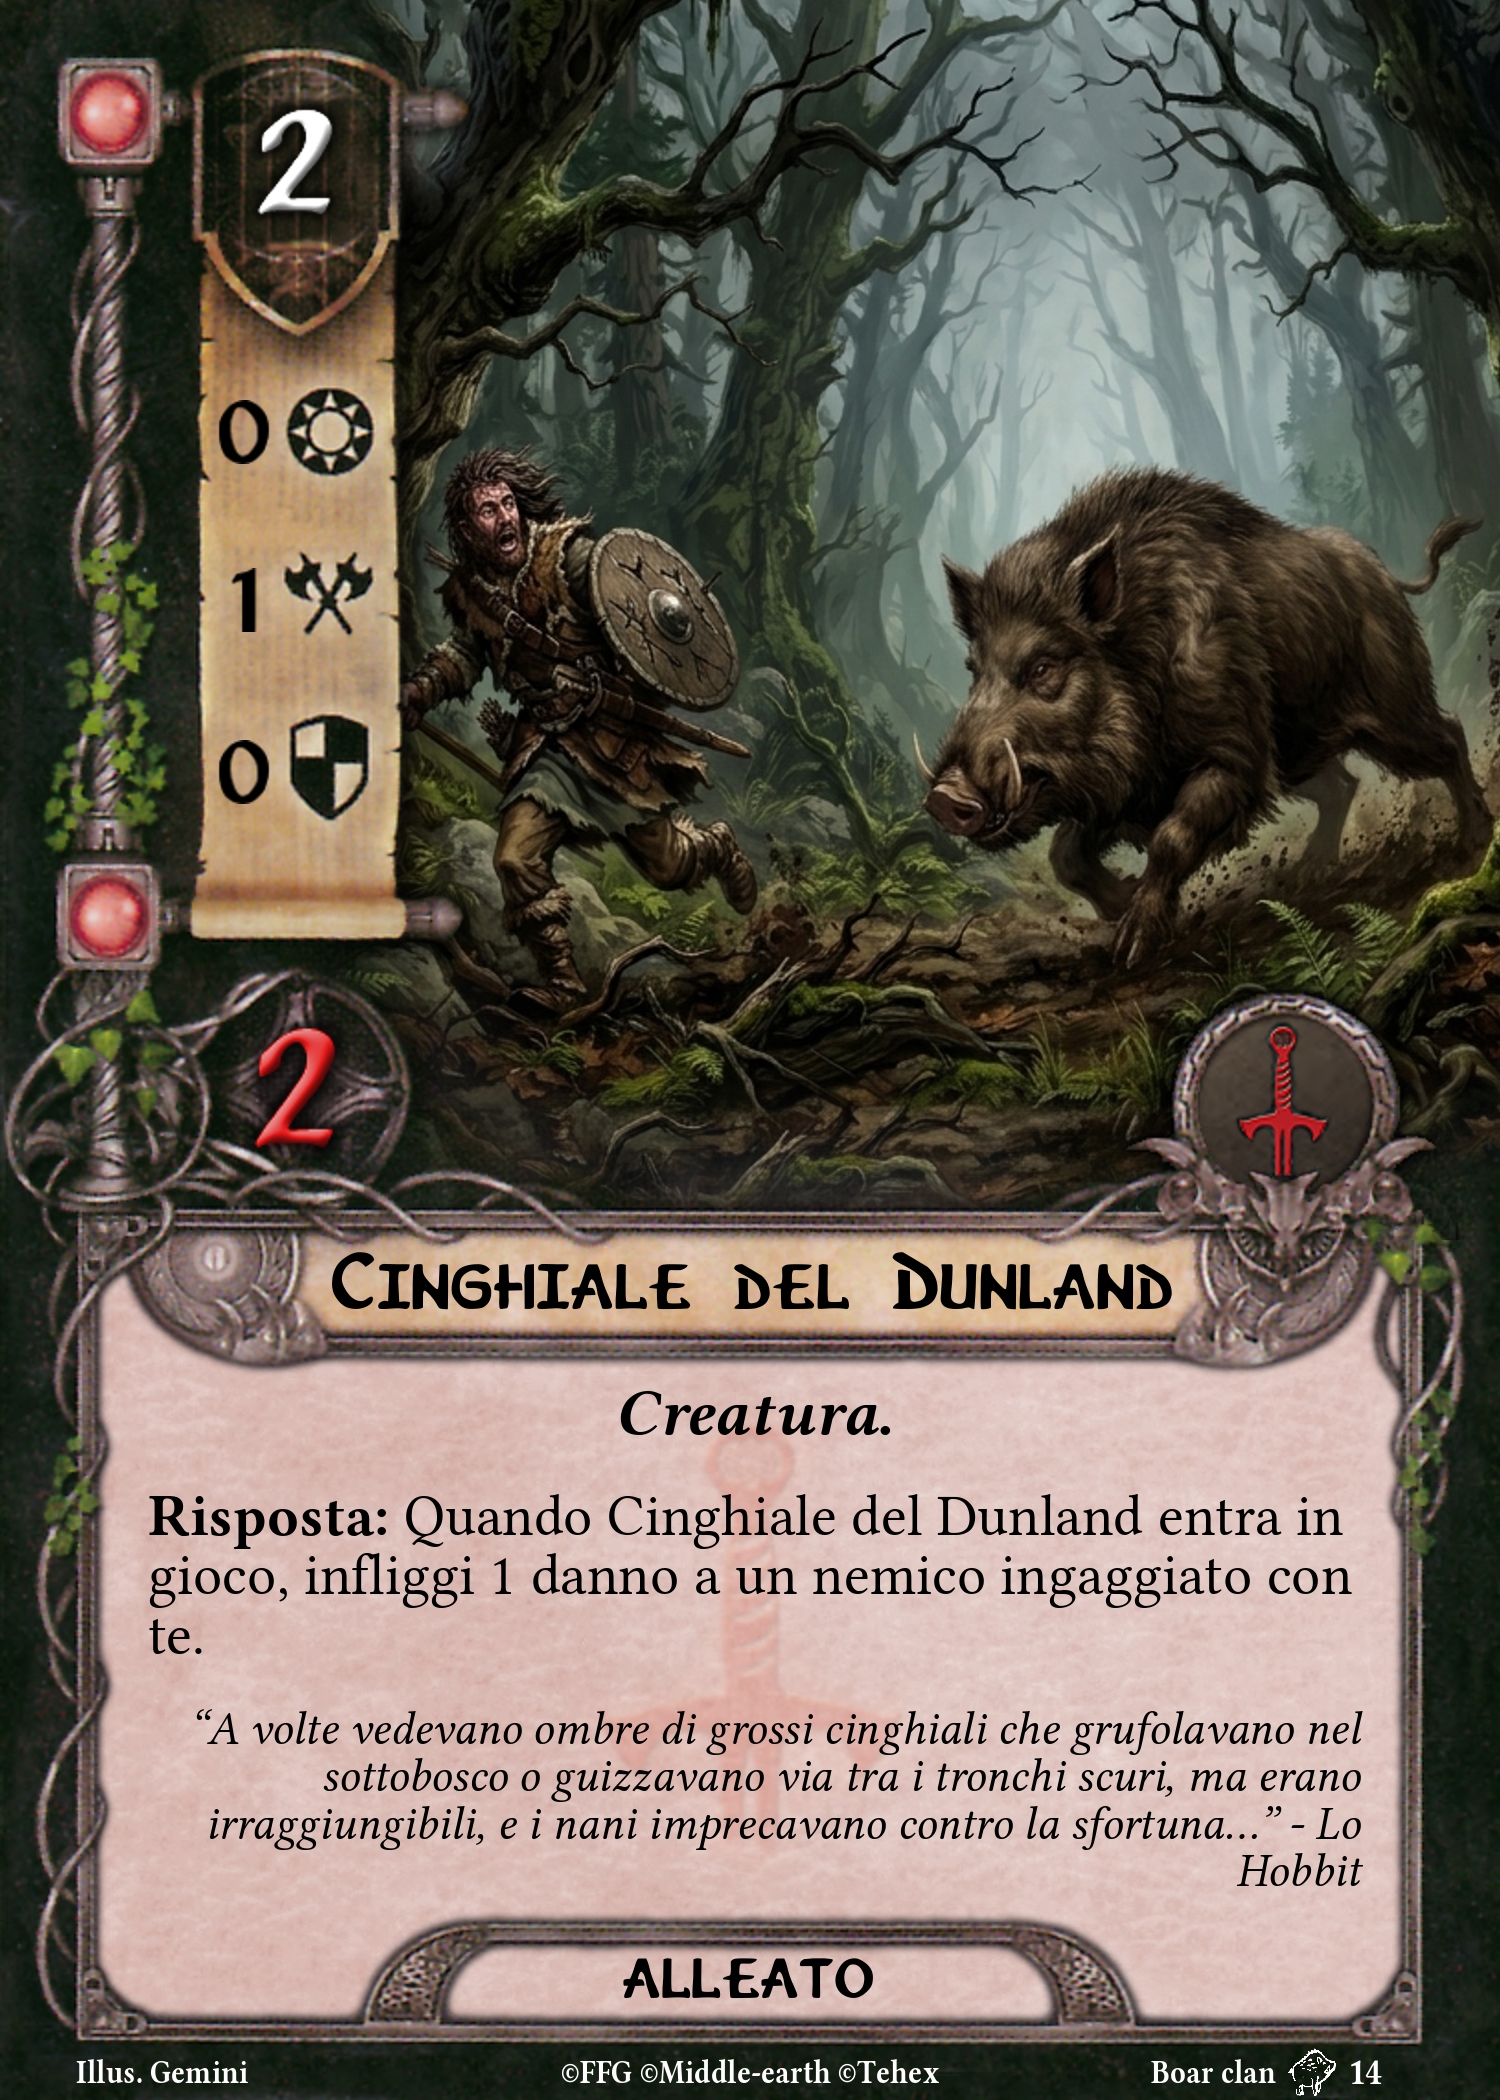 2
0
1
0
2
Cinghiale del Dunland
Creatura.
Risposta: Quando Cinghiale del Dunland entra in
gioco, infliggi 1 danno a un nemico ingaggiato con
te.
“A volte vedevano ombre di grossi cinghiali che grufolavano nel
sottobosco o guizzavano via tra i tronchi scuri, ma erano
irraggiungibili, e i nani imprecavano contro la sfortuna…” - Lo
Hobbit
ALLEATO
Illus. Gemini ©FFG ©Middle-earth ©Tehex Boar clan 14